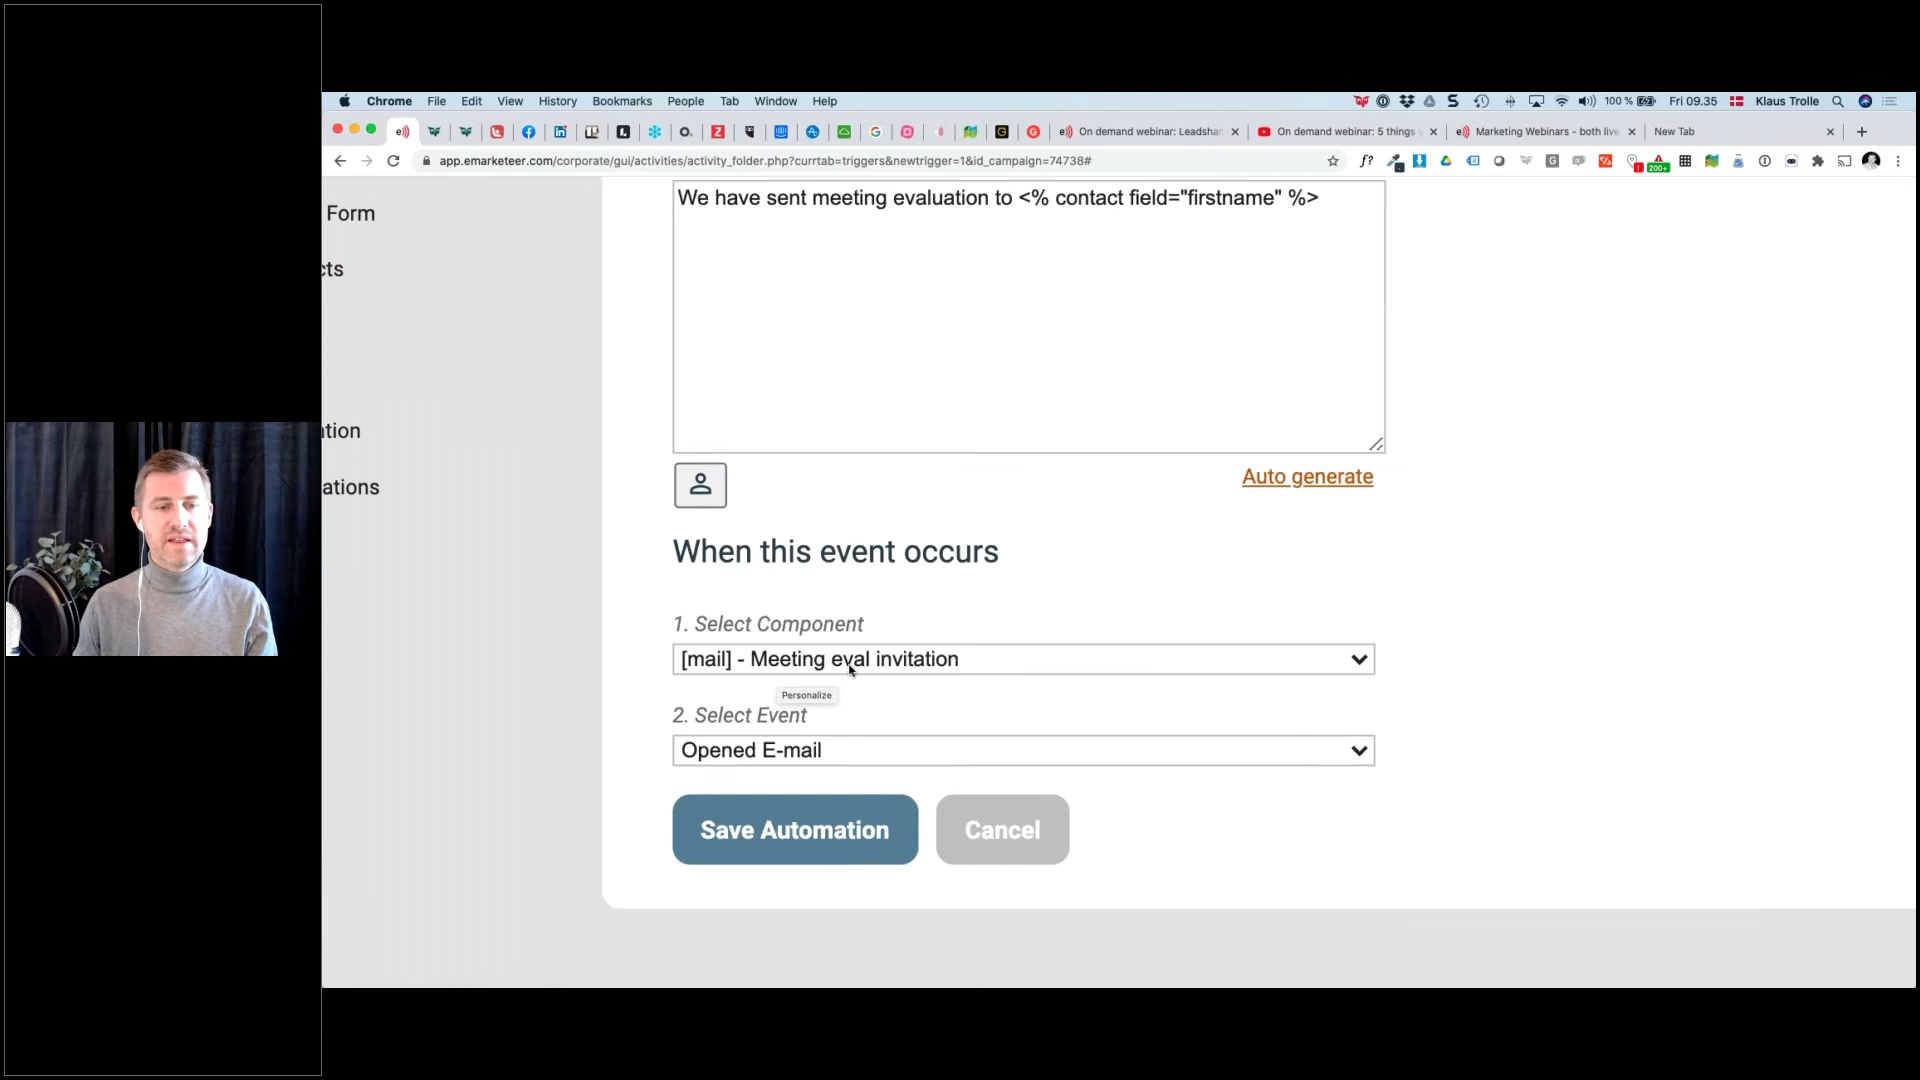 Chrome File Edit View History Bookmarks People Tab Window Help
100 % Fri 09.35 Klaus Trolle
On demand webinar: Leadshar
On demand webinar: 5 things
Marketing Webinars - both live
New Tab
app.emarketeer.com/corporate/gui/activities/activity_folder.php?currtab=triggers&newtrigger=1&id_campaign=74738#
f?
200+
Form
cts
ation
ations
We have sent meeting evaluation to <% contact field="firstname" %>
Auto generate
When this event occurs
1. Select Component
[mail] - Meeting eval invitation
Personalize
2. Select Event
Opened E-mail
Save Automation
Cancel